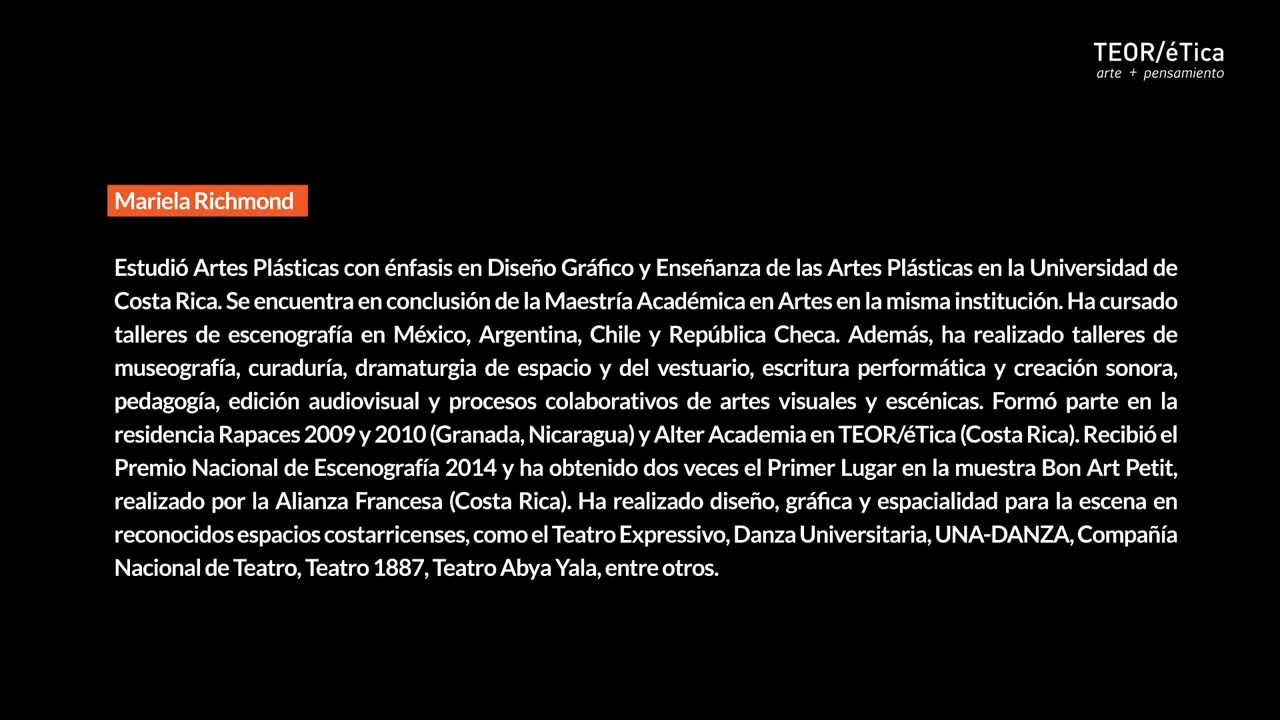 TEOR/éTica
arte + pensamiento
Mariela Richmond
Estudió Artes Plásticas con énfasis en Diseño Gráfico y Enseñanza de las Artes Plásticas en la Universidad de
Costa Rica. Se encuentra en conclusión de la Maestría Académica en Artes en la misma institución. Ha cursado
talleres de escenografía en México, Argentina, Chile y República Checa. Además, ha realizado talleres de
museografía, curaduría, dramaturgia de espacio y del vestuario, escritura performática y creación sonora,
pedagogía, edición audiovisual y procesos colaborativos de artes visuales y escénicas. Formó parte en la
residencia Rapaces 2009 y 2010 (Granada, Nicaragua) y Alter Academia en TEOR/éTica (Costa Rica). Recibió el
Premio Nacional de Escenografía 2014 y ha obtenido dos veces el Primer Lugar en la muestra Bon Art Petit,
realizado por la Alianza Francesa (Costa Rica). Ha realizado diseño, gráfica y espacialidad para la escena en
reconocidos espacios costarricenses, como el Teatro Expressivo, Danza Universitaria, UNA-DANZA, Compañía
Nacional de Teatro, Teatro 1887, Teatro Abya Yala, entre otros.